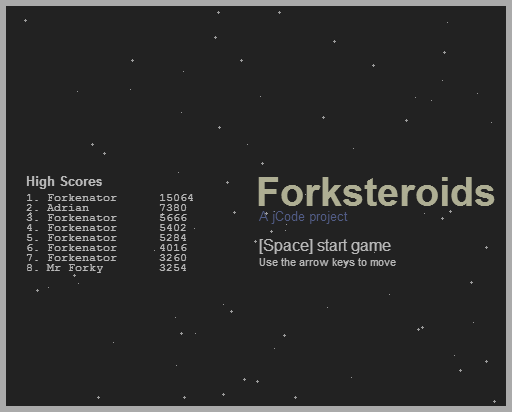 High Scores
1. Forkenator 15064
2. Adrian 7380
3. Forkenator 5666
4. Forkenator 5402
5. Forkenator 5284
6. Forkenator 4016
7. Forkenator 3260
8. Mr Forky 3254
Forksteroids
A jCode project
[Space] start game
Use the arrow keys to move